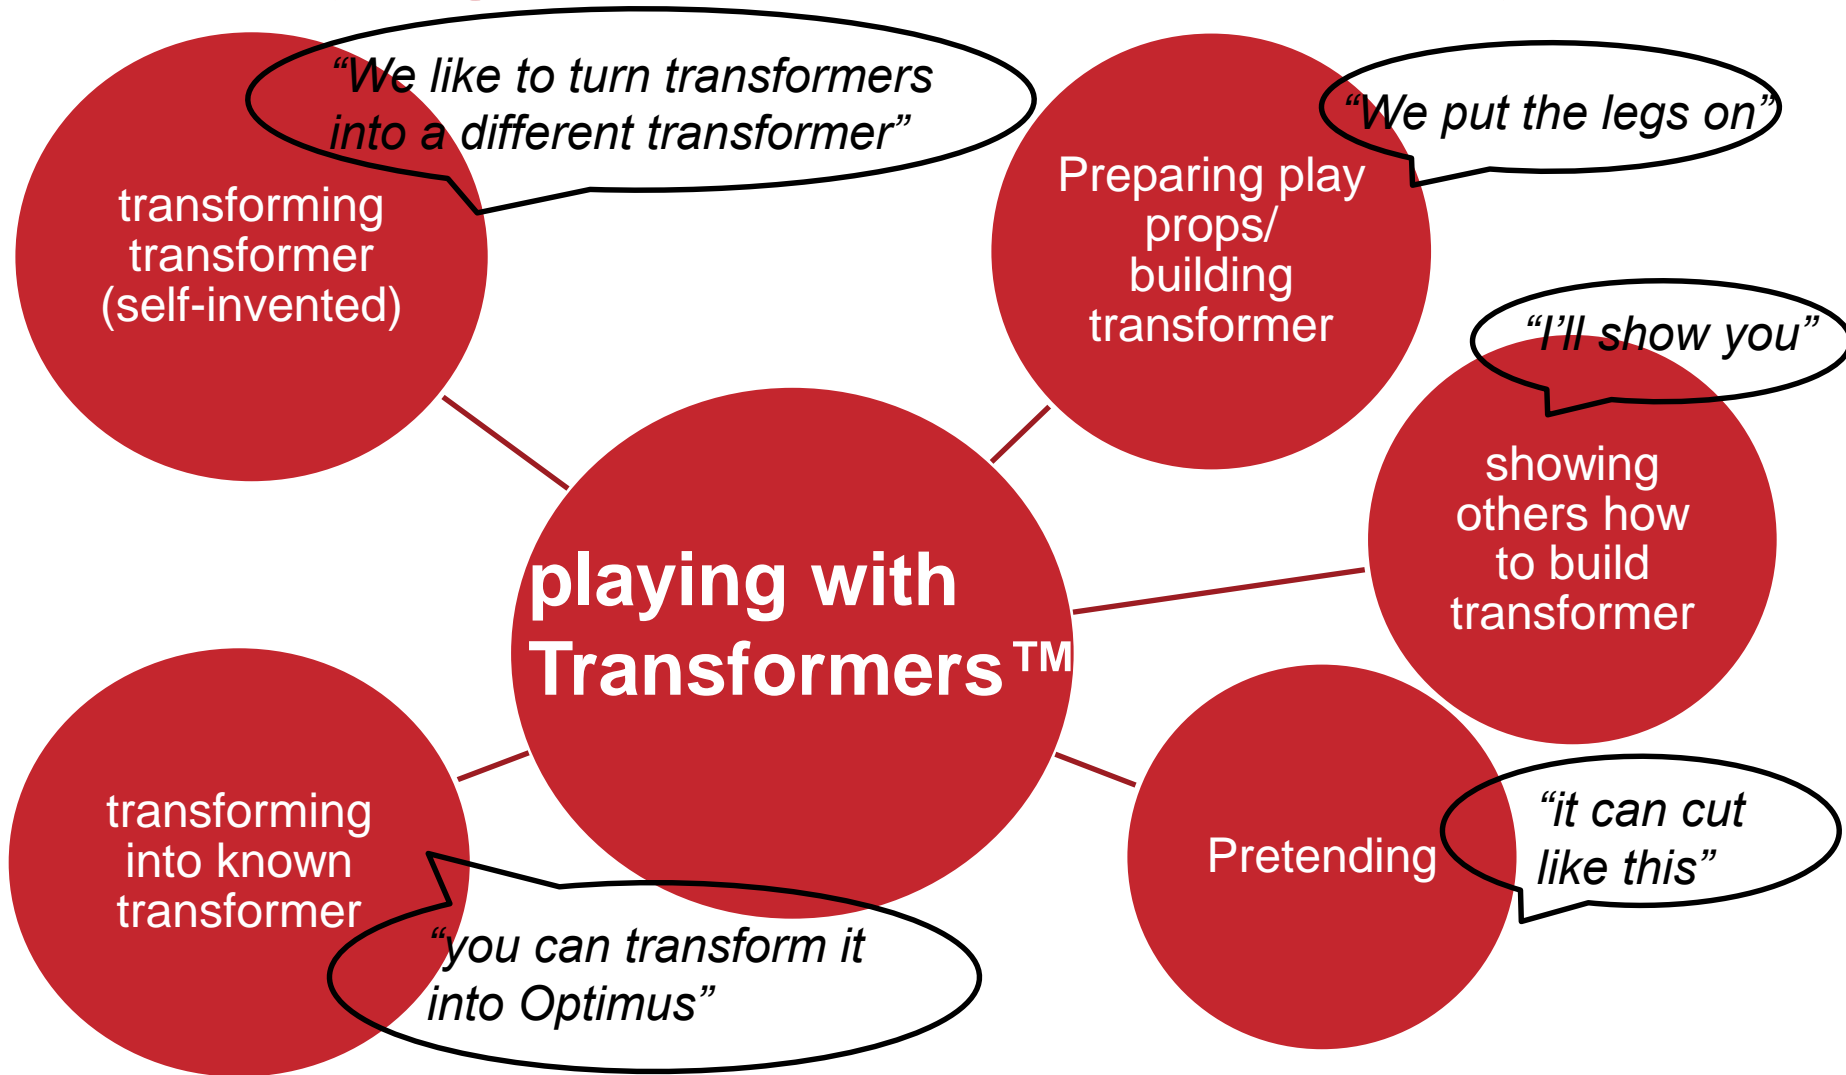 “We like to turn transformers
into a different transformer”
transforming
transformer
(self-invented)
“We put the legs on”
Preparing play
props/
building
transformer
“I’ll show you”
showing
others how
to build
transformer
playing with
Transformers™
transforming
into known
transformer
“you can transform it
into Optimus”
Pretending
“it can cut
like this”